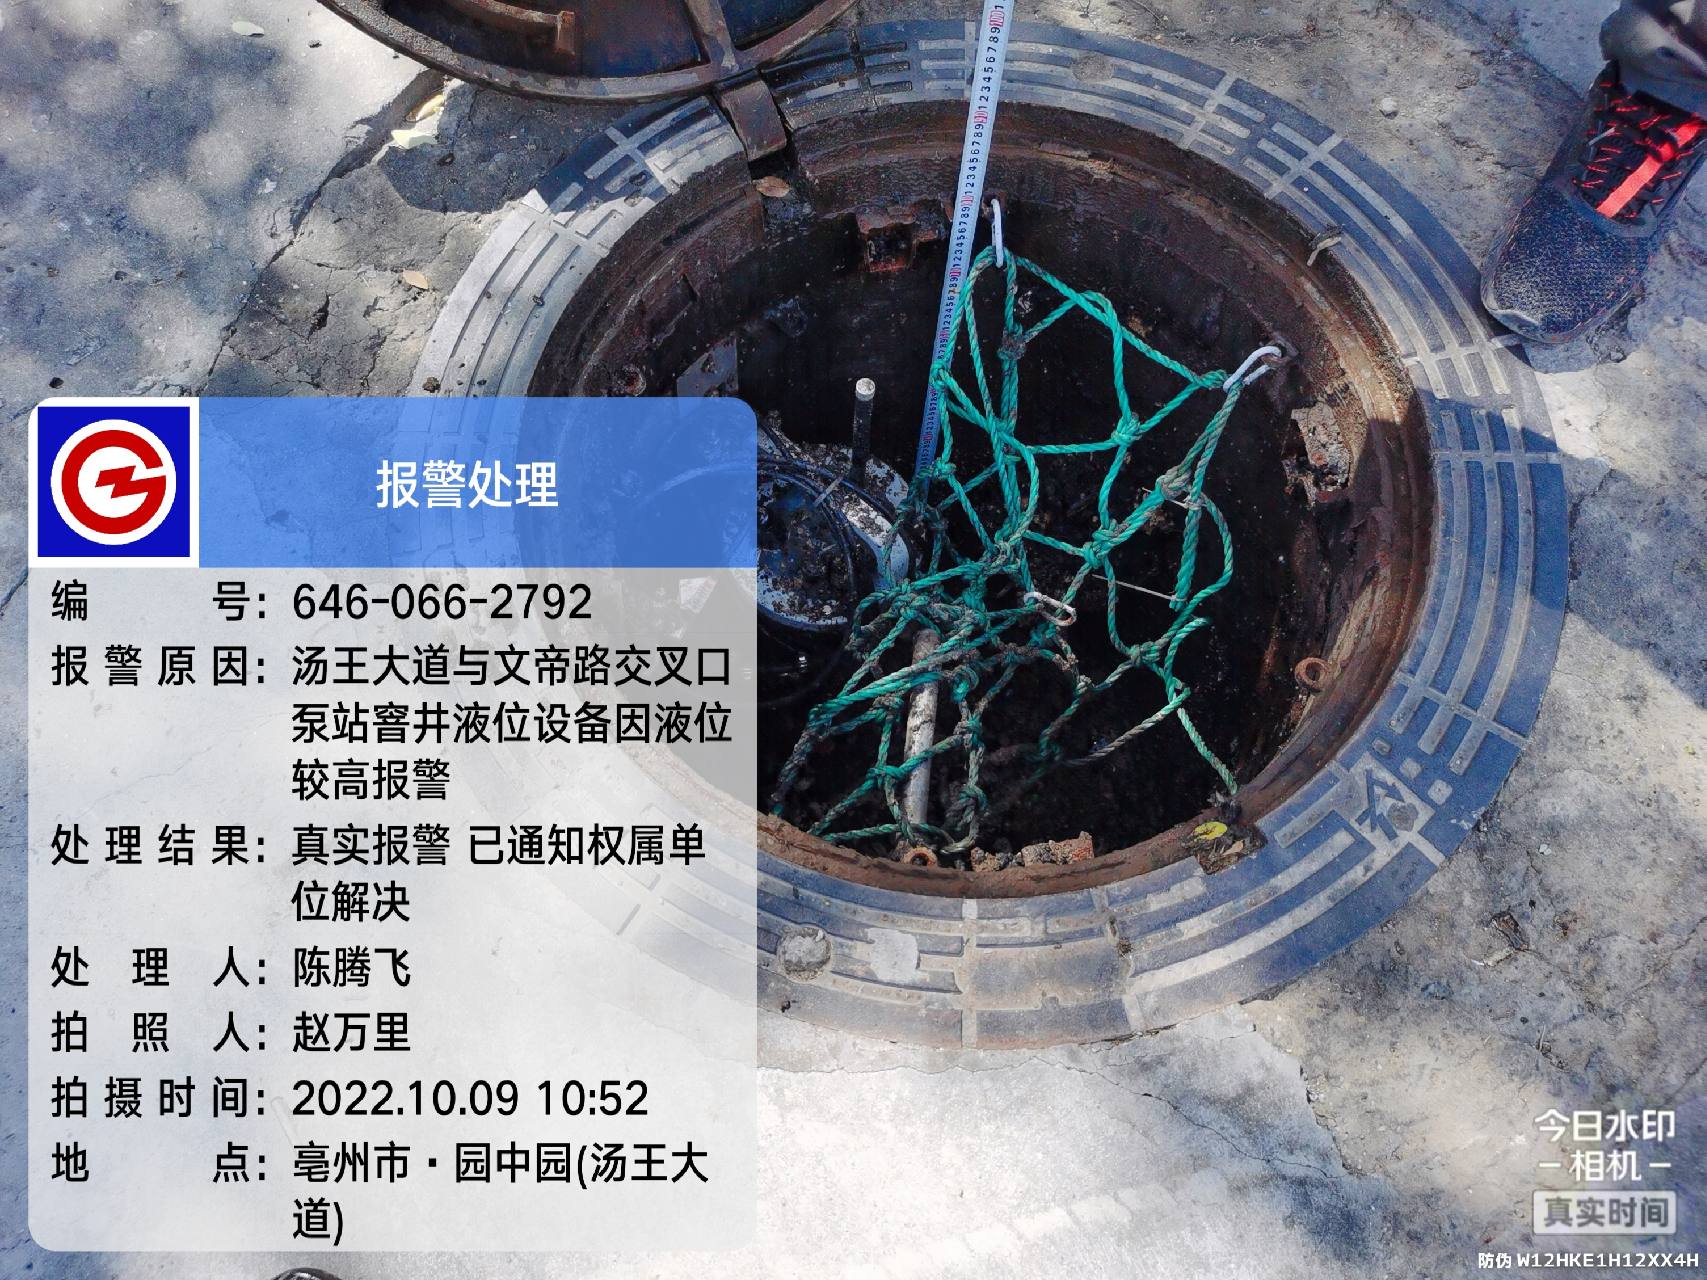 报警处理
编号：646-066-2792
报警原因：汤王大道与文帝路交叉口
泵站窨井液位设备因液位
较高报警
处理结果：真实报警 已通知权属单
位解决
处理人：陈腾飞
拍照人：赵万里
拍摄时间：2022.10.09 10:52
地点：亳州市·园中园(汤王大
道)
今日水印
－相机－
真实时间
防伪 W12HKE1H12XX4H